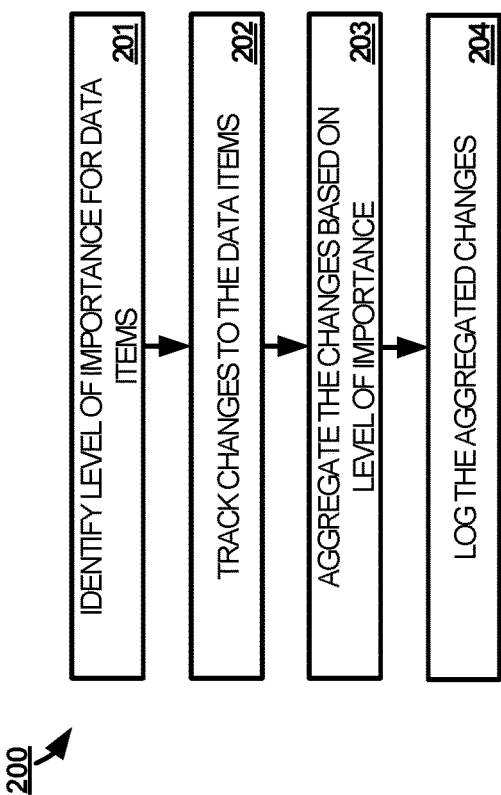 200
IDENTIFY LEVEL OF IMPORTANCE FOR DATA
ITEMS
201
TRACK CHANGES TO THE DATA ITEMS
202
AGGREGATE THE CHANGES BASED ON
LEVEL OF IMPORTANCE
203
LOG THE AGGREGATED CHANGES
204